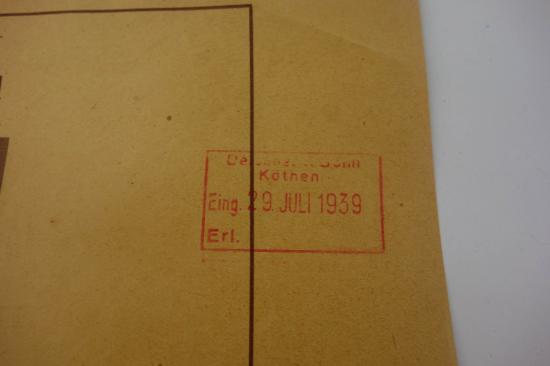 Köthen
Eing. 29. JULI 1939
Erl.